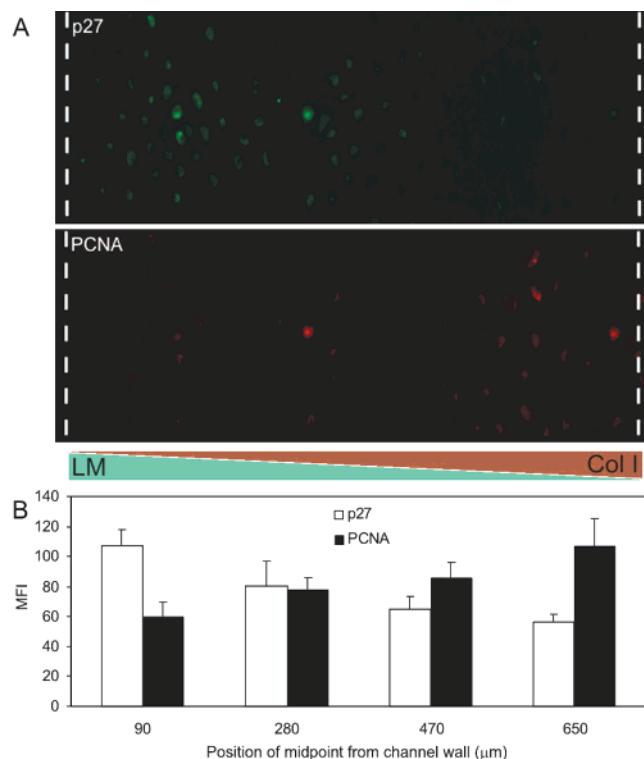 A
p27
PCNA
LM Col I
B
p27
PCNA
140
120
100
80
60
40
20
0
MFI
90 280 470 650
Position of midpoint from channel wall (μm)